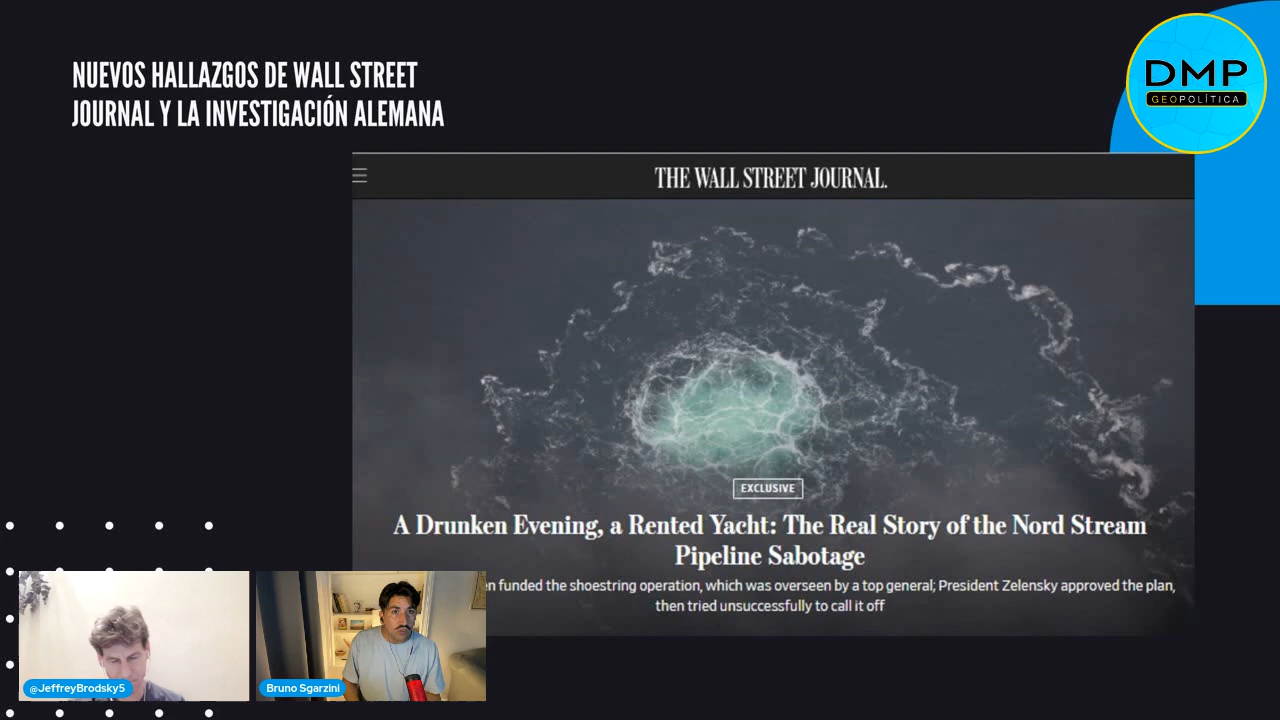 NUEVOS HALLAZGOS DE WALL STREET
JOURNAL Y LA INVESTIGACIÓN ALEMANA
DMP
GEOPOLÍTICA
THE WALL STREET JOURNAL.
EXCLUSIVE
A Drunken Evening, a Rented Yacht: The Real Story of the Nord Stream
Pipeline Sabotage
funded the shoestring operation, which was overseen by a top general; President Zelensky approved the plan,
then tried unsuccessfully to call it off
@JeffreyBrodsky5
Bruno Sgarzini